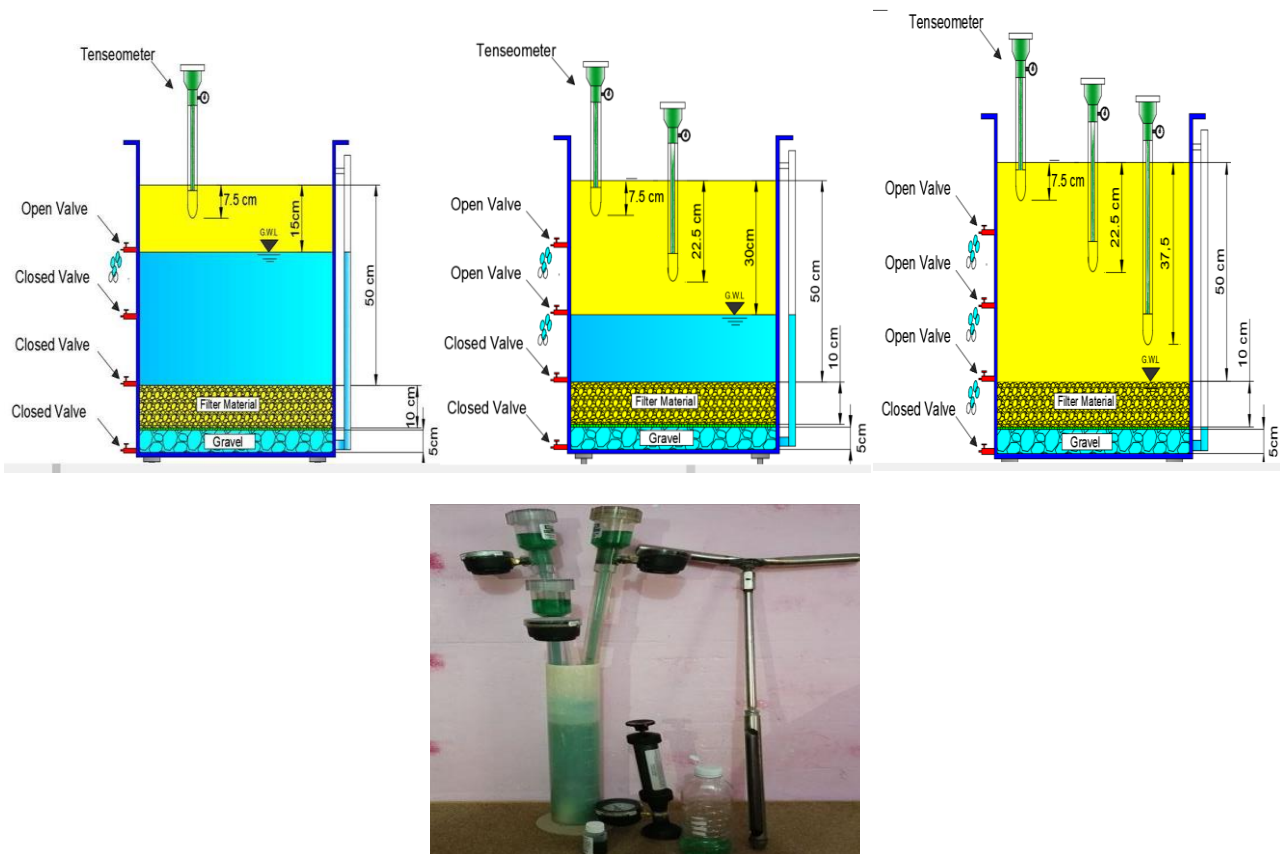 Tenseometer
7.5 cm
15cm
Open Valve
G.W.L
Closed Valve
50 cm
Closed Valve
Filter Material
10 cm
Closed Valve
Gravel
5cm
Tenseometer
7.5 cm
22.5 cm
30cm
Open Valve
Open Valve
G.W.L
50 cm
Closed Valve
10 cm
Filter Material
Closed Valve
Gravel
5cm
Tenseometer
7.5 cm
22.5 cm
37,5
50 cm
Open Valve
Open Valve
Open Valve
G.W.L
10 cm
Filter Material
Closed Valve
Gravel
5cm